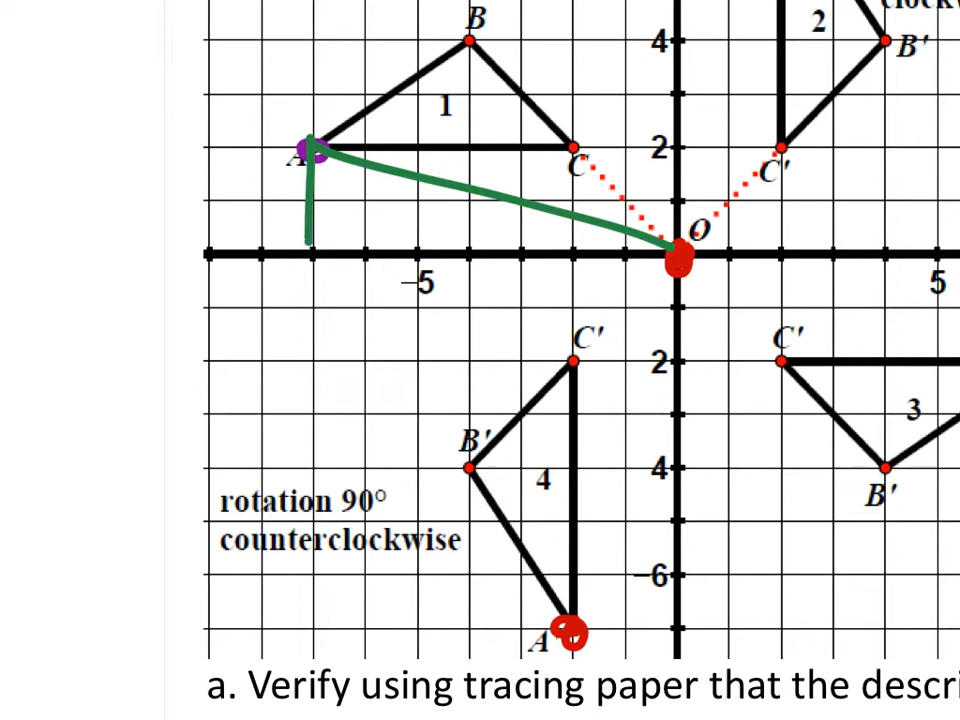 clockw
B
2
4
B'
1
A
C
2
C'
O
–5
5
C'
2
C'
3
B'
4
4
B'
rotation 90°
counterclockwise
–6
A'
a. Verify using tracing paper that the descri